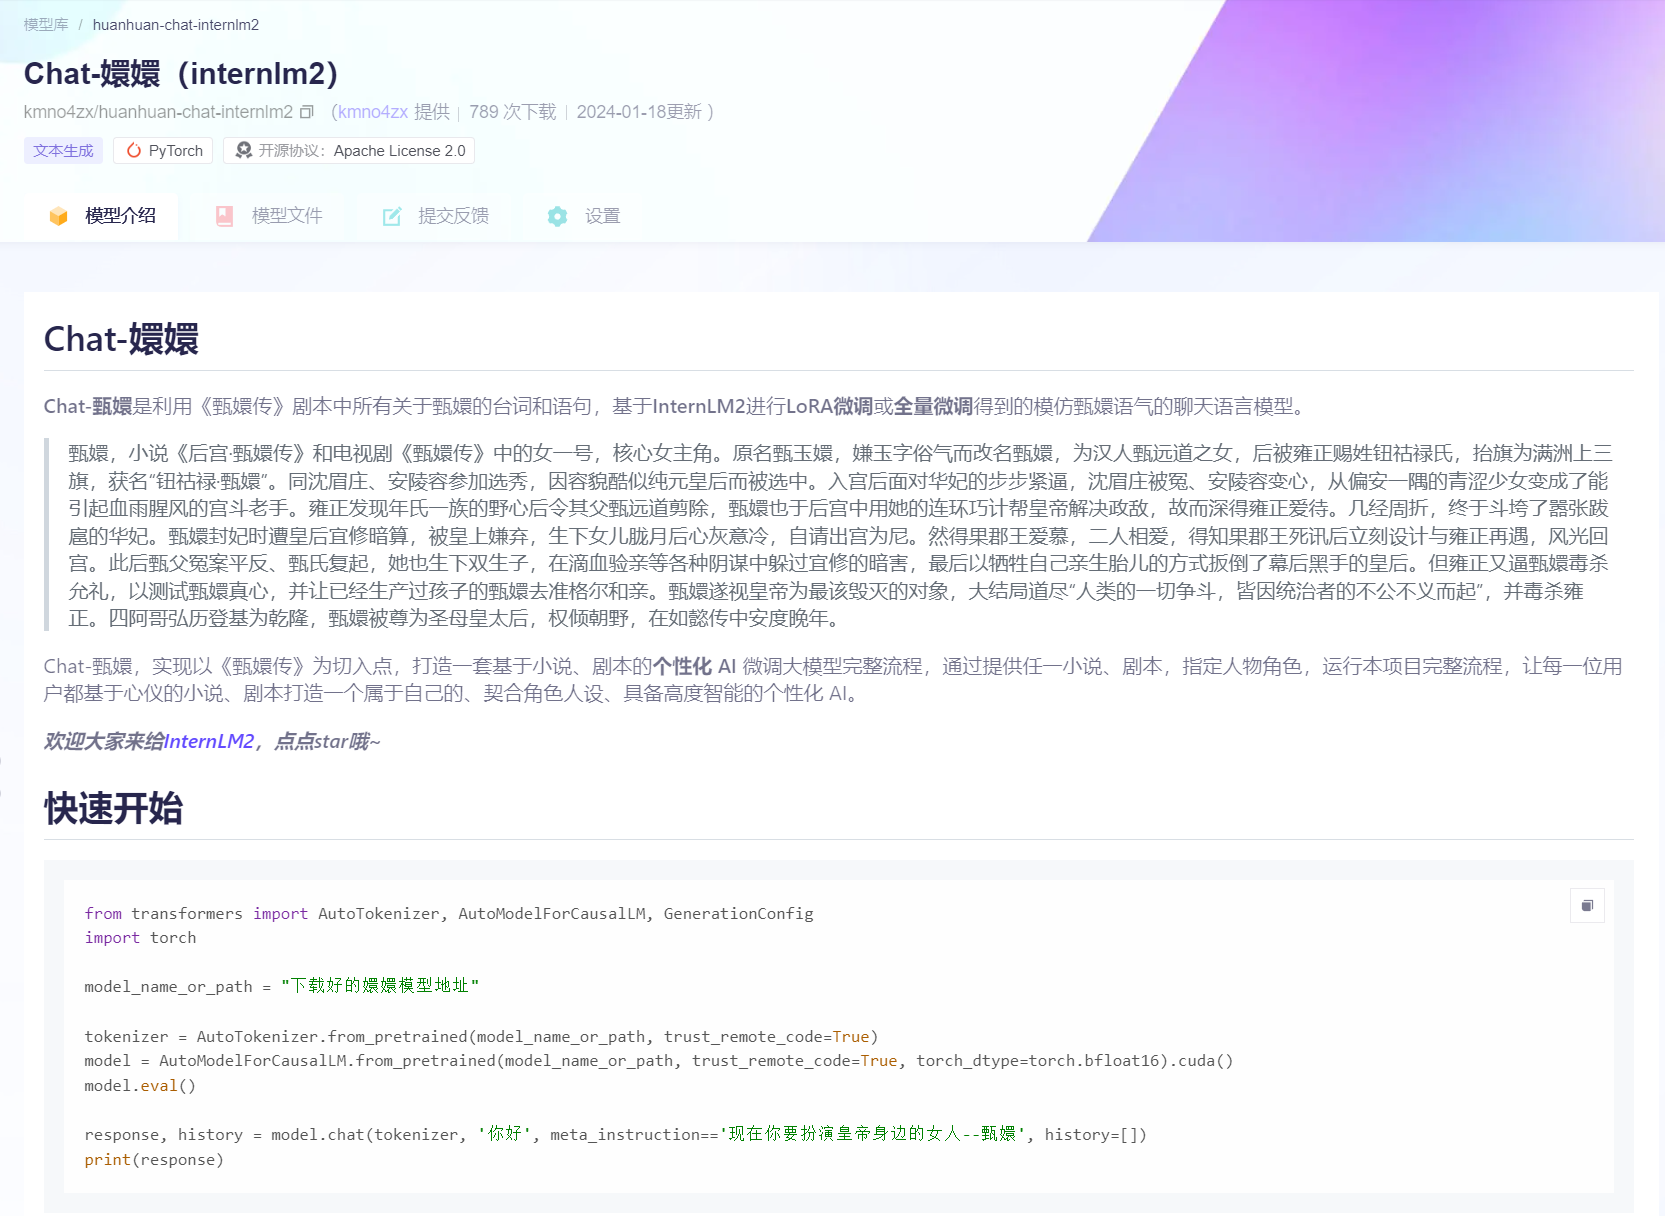 模型库 / huanhuan-chat-internlm2
Chat-嬛嬛（internlm2）
kmno4zx/huanhuan-chat-internlm2 （kmno4zx 提供 | 789 次下载 | 2024-01-18更新 ）
文本生成 PyTorch 开源协议：Apache License 2.0
模型介绍 模型文件 提交反馈 设置
Chat-嬛嬛
Chat-甄嬛是利用《甄嬛传》剧本中所有关于甄嬛的台词和语句，基于InternLM2进行LoRA微调或全量微调得到的模仿甄嬛语气的聊天语言模型。
甄嬛，小说《后宫·甄嬛传》和电视剧《甄嬛传》中的女一号，核心女主角。原名甄玉嬛，嫌玉字俗气而改名甄嬛，为汉人甄远道之女，后被雍正赐姓钮祜禄氏，抬旗为满洲上三
旗，获名“钮祜禄·甄嬛”。同沈眉庄、安陵容参加选秀，因容貌酷似纯元皇后而被选中。入宫后面对华妃的步步紧逼，沈眉庄被冤、安陵容变心，从偏安一隅的青涩少女变成了能
引起血雨腥风的宫斗老手。雍正发现年氏一族的野心后令其父甄远道剪除，甄嬛也于后宫中用她的连环巧计帮皇帝解决政敌，故而深得雍正爱待。几经周折，终于斗垮了嚣张跋
扈的华妃。甄嬛封妃时遭皇后宜修暗算，被皇上嫌弃，生下女儿胧月后心灰意冷，自请出宫为尼。然得果郡王爱慕，二人相爱，得知果郡王死讯后立刻设计与雍正再遇，风光回
宫。此后甄父冤案平反、甄氏复起，她也生下双生子，在滴血验亲等各种阴谋中躲过宜修的暗害，最后以牺牲自己亲生胎儿的方式扳倒了幕后黑手的皇后。但雍正又逼甄嬛毒杀
允礼，以测试甄嬛真心，并让已经生产过孩子的甄嬛去准格尔和亲。甄嬛遂视皇帝为最该毁灭的对象，大结局道尽“人类的一切争斗，皆因统治者的不公不义而起”，并毒杀雍
正。四阿哥弘历登基为乾隆，甄嬛被尊为圣母皇太后，权倾朝野，在如懿传中安度晚年。
Chat-甄嬛，实现以《甄嬛传》为切入点，打造一套基于小说、剧本的个性化 AI 微调大模型完整流程，通过提供任一小说、剧本，指定人物角色，运行本项目完整流程，让每一位用
户都基于心仪的小说、剧本打造一个属于自己的、契合角色人设、具备高度智能的个性化 AI。
欢迎大家来给InternLM2，点点star哦~
快速开始
from transformers import AutoTokenizer, AutoModelForCausalLM, GenerationConfig
import torch
model_name_or_path = "下载好的嬛嬛模型地址"
tokenizer = AutoTokenizer.from_pretrained(model_name_or_path, trust_remote_code=True)
model = AutoModelForCausalLM.from_pretrained(model_name_or_path, trust_remote_code=True, torch_dtype=torch.bfloat16).cuda()
model.eval()
response, history = model.chat(tokenizer, '你好', meta_instruction=='现在你要扮演皇帝身边的女人--甄嬛', history=[])
print(response)